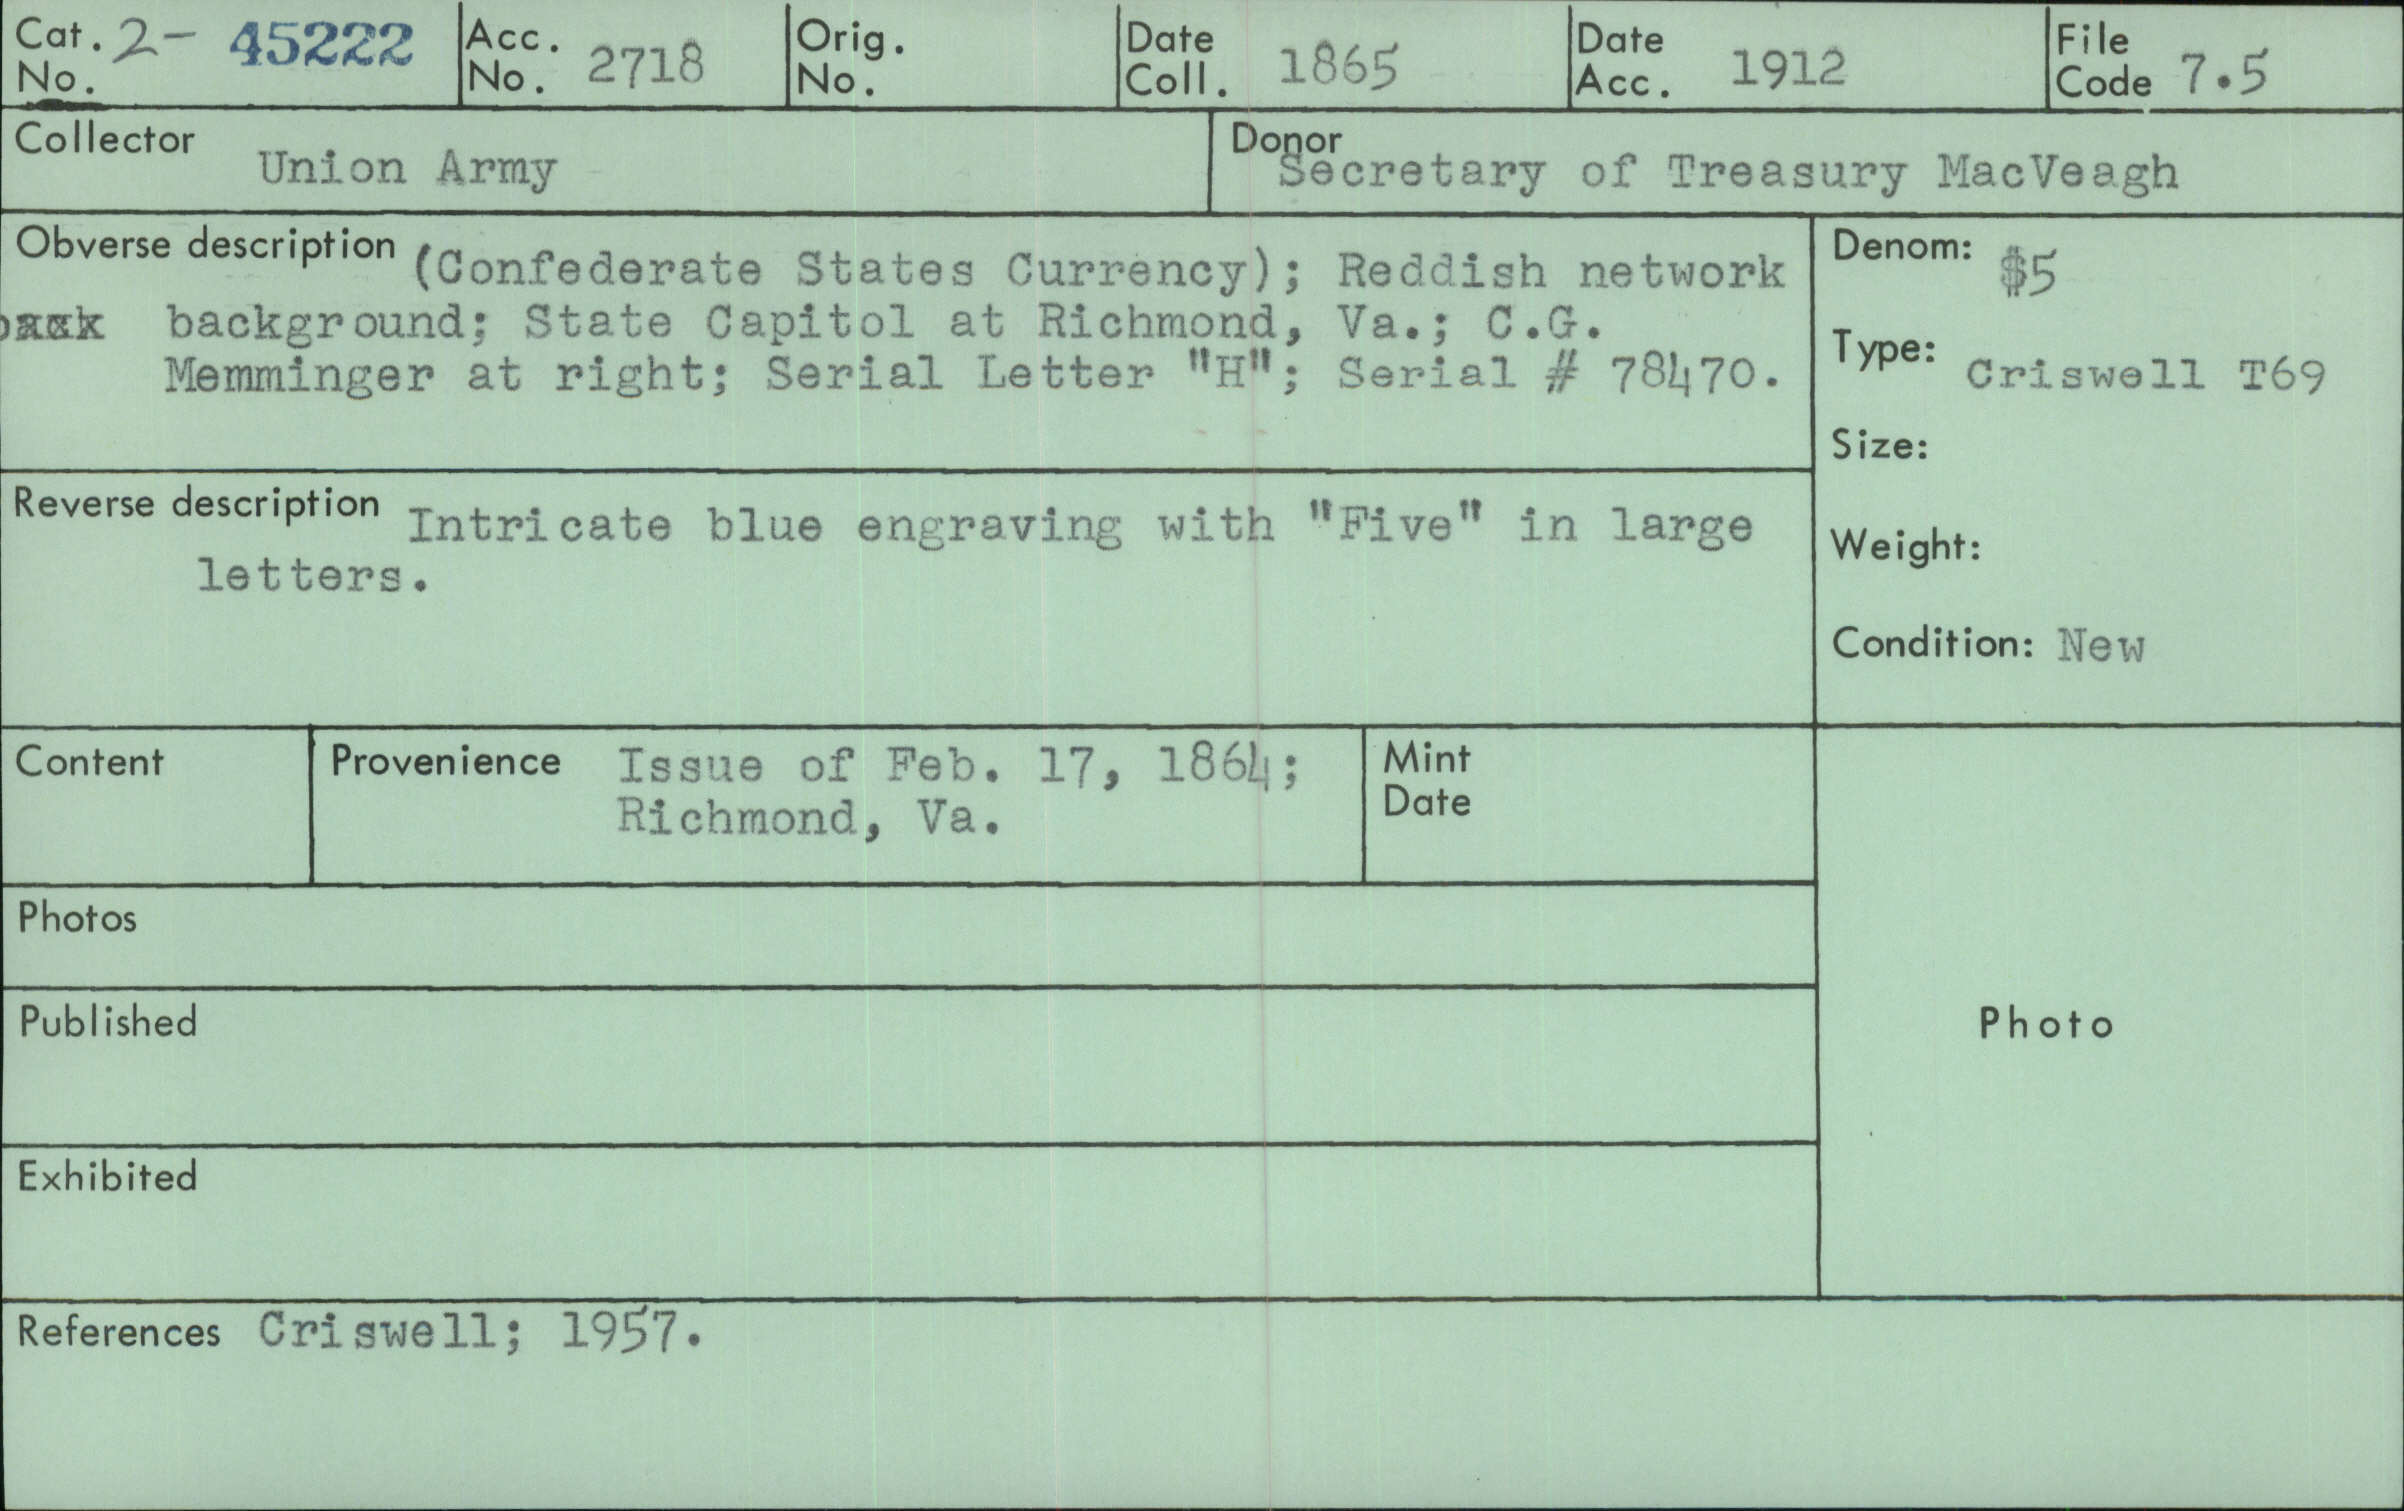 Cat. No. 2- 45222 Acc. No. 2718 Orig. No. Date Coll. 1865 Date Acc. 1912 File Code 7.5
Collector Union Army Donor Secretary of Treasury MacVeagh
Obverse description (Confederate States Currency); Reddish network
background; State Capitol at Richmond, Va.; C.G.
Memminger at right; Serial Letter "H"; Serial # 78470.
Denom: $5
Type: Criswell T69
Size:
Weight:
Condition: New
Reverse description Intricate blue engraving with "Five" in large
letters.
Content
Provenience Issue of Feb. 17, 1864;
Richmond, Va.
Mint
Date
Photos
Published
Photo
Exhibited
References Criswell; 1957.